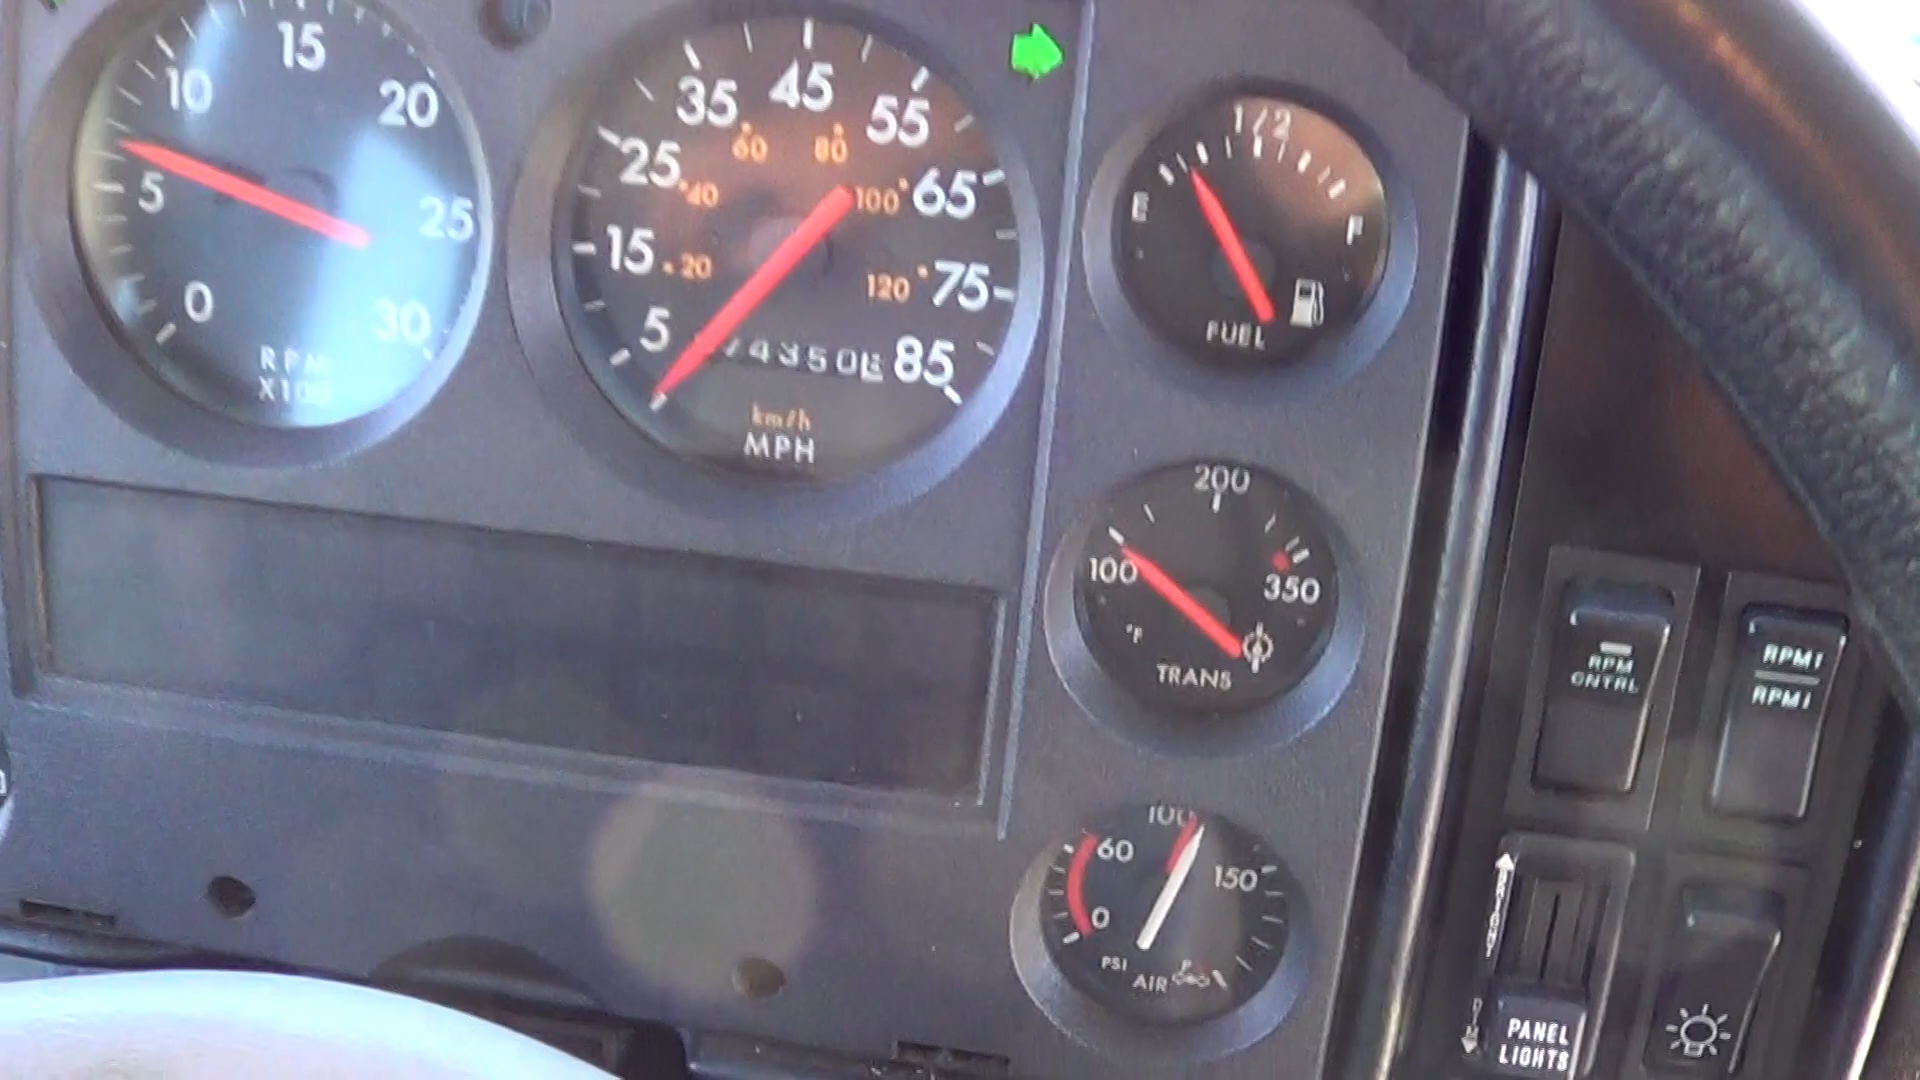 0
5
10
15
20
25
30
RPM
X100
5
15
25
35
45
55
65
75
85
20
40
60
80
100
120
km/h
MPH
E
1/2
F
FUEL
100
200
350
°F
TRANS
0
60
100
150
PSI
AIR
RPM
CNTRL
RPM
RPM
DIM
PANEL
LIGHTS